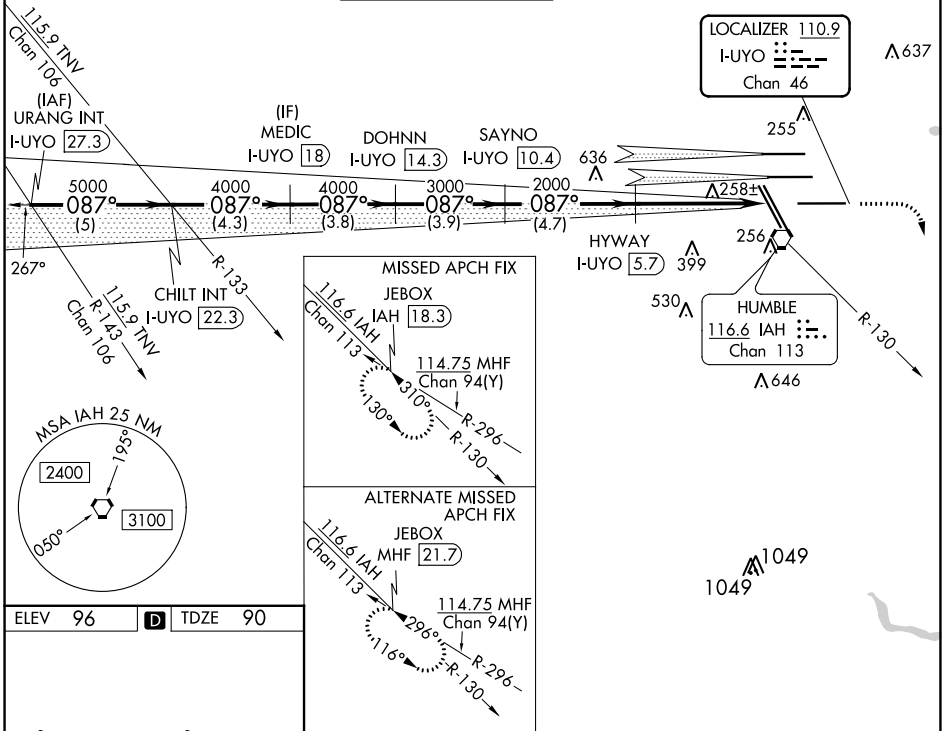 115.9 TNV
Chan 106
(IAF)
URANG INT
I-UYO 27.3
(IF)
MEDIC
I-UYO 18
DOHNN
I-UYO 14.3
SAYNO
I-UYO 10.4
LOCALIZER 110.9
I-UYO
Chan 46
637
255
636
258±
5000
087°
(5)
4000
087°
(4.3)
4000
087°
(3.8)
3000
087°
(3.9)
2000
087°
(4.7)
267°
R-133
CHILT INT
I-UYO 22.3
115.9 TNV
R-143
Chan 106
HYWAY
I-UYO 5.7
399
256
530
HUMBLE
116.6 IAH
Chan 113
R-130
646
MISSED APCH FIX
JEBOX
IAH 18.3
116.6 IAH
Chan 113
114.75 MHF
Chan 94(Y)
310°
130°
R-296
R-130
MSA IAH 25 NM
195°
2400
3100
050°
ALTERNATE MISSED
APCH FIX
JEBOX
MHF 21.7
116.6 IAH
Chan 113
114.75 MHF
Chan 94(Y)
296°
116°
R-296
R-130
1049
1049
ELEV 96
D
TDZE 90